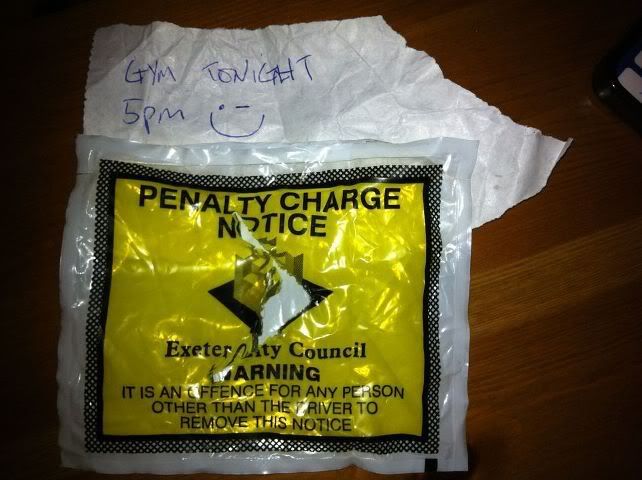 GYM TONIGHT
5pm
PENALTY CHARGE
NOTICE
Exeter City Council
WARNING
IT IS AN OFFENCE FOR ANY PERSON
OTHER THAN THE DRIVER TO
REMOVE THIS NOTICE